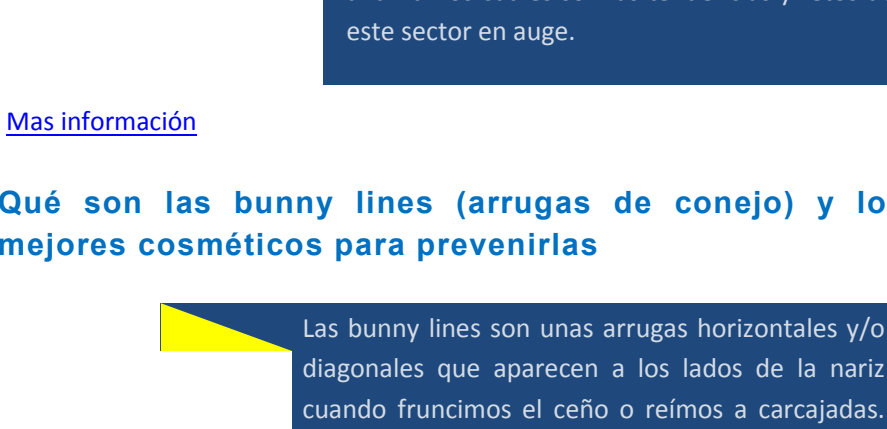 este sector en auge.
Mas información
Qué son las bunny lines (arrugas de conejo) y lo
mejores cosméticos para prevenirlas
Las bunny lines son unas arrugas horizontales y/o
diagonales que aparecen a los lados de la nariz
cuando fruncimos el ceño o reímos a carcajadas.